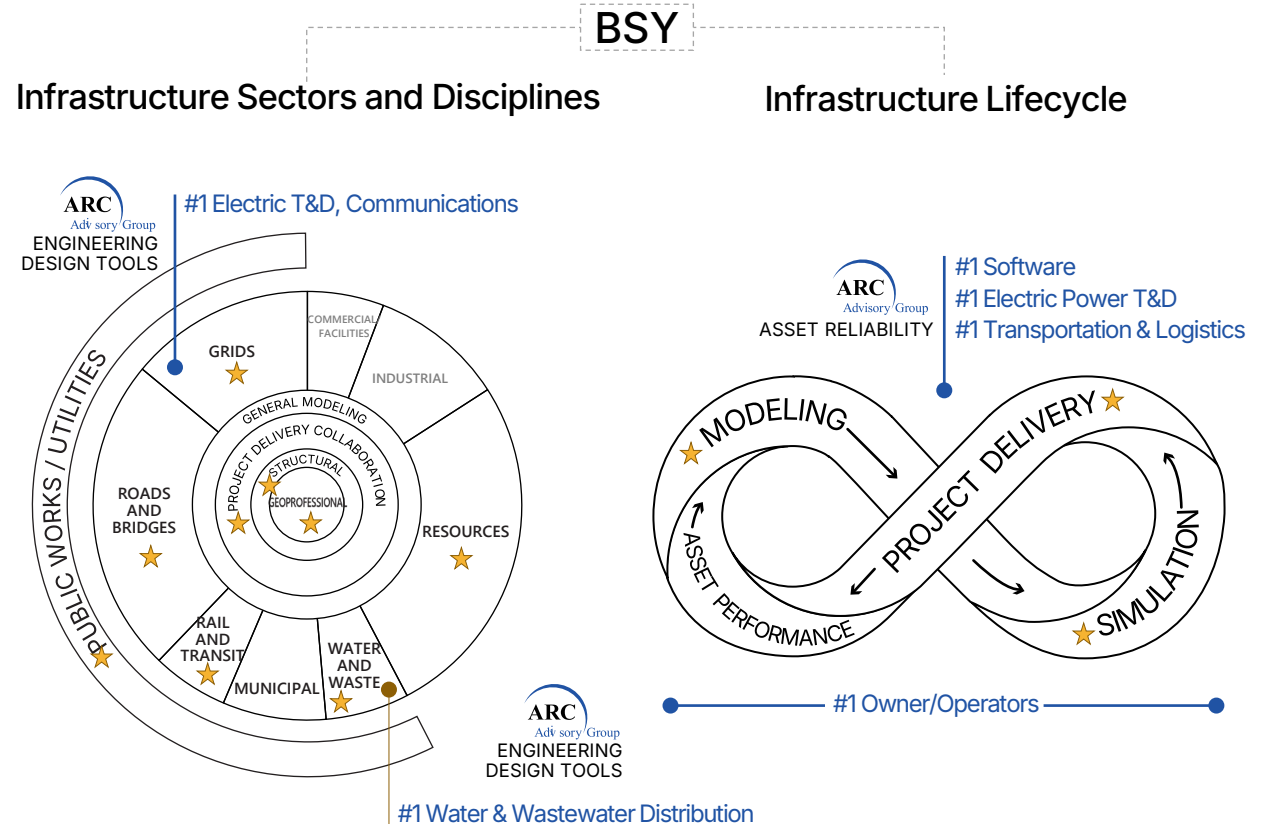 BSY
Infrastructure Sectors and Disciplines
Infrastructure Lifecycle
ARC
Advisory Group
ENGINEERING
DESIGN TOOLS
#1 Electric T&D, Communications
PUBLIC WORKS / UTILITIES
GRIDS
COMMERCIAL
FACILITIES
INDUSTRIAL
GENERAL MODELING
PROJECT DELIVERY COLLABORATION
STRUCTURAL
GEOPROFESSIONAL
ROADS
AND
BRIDGES
RESOURCES
RAIL
AND
TRANSIT
MUNICIPAL
WATER
AND
WASTE
ARC
Advisory Group
ENGINEERING
DESIGN TOOLS
#1 Water & Wastewater Distribution
ARC
Advisory Group
ASSET RELIABILITY
#1 Software
#1 Electric Power T&D
#1 Transportation & Logistics
MODELING
PROJECT DELIVERY
ASSET PERFORMANCE
SIMULATION
#1 Owner/Operators